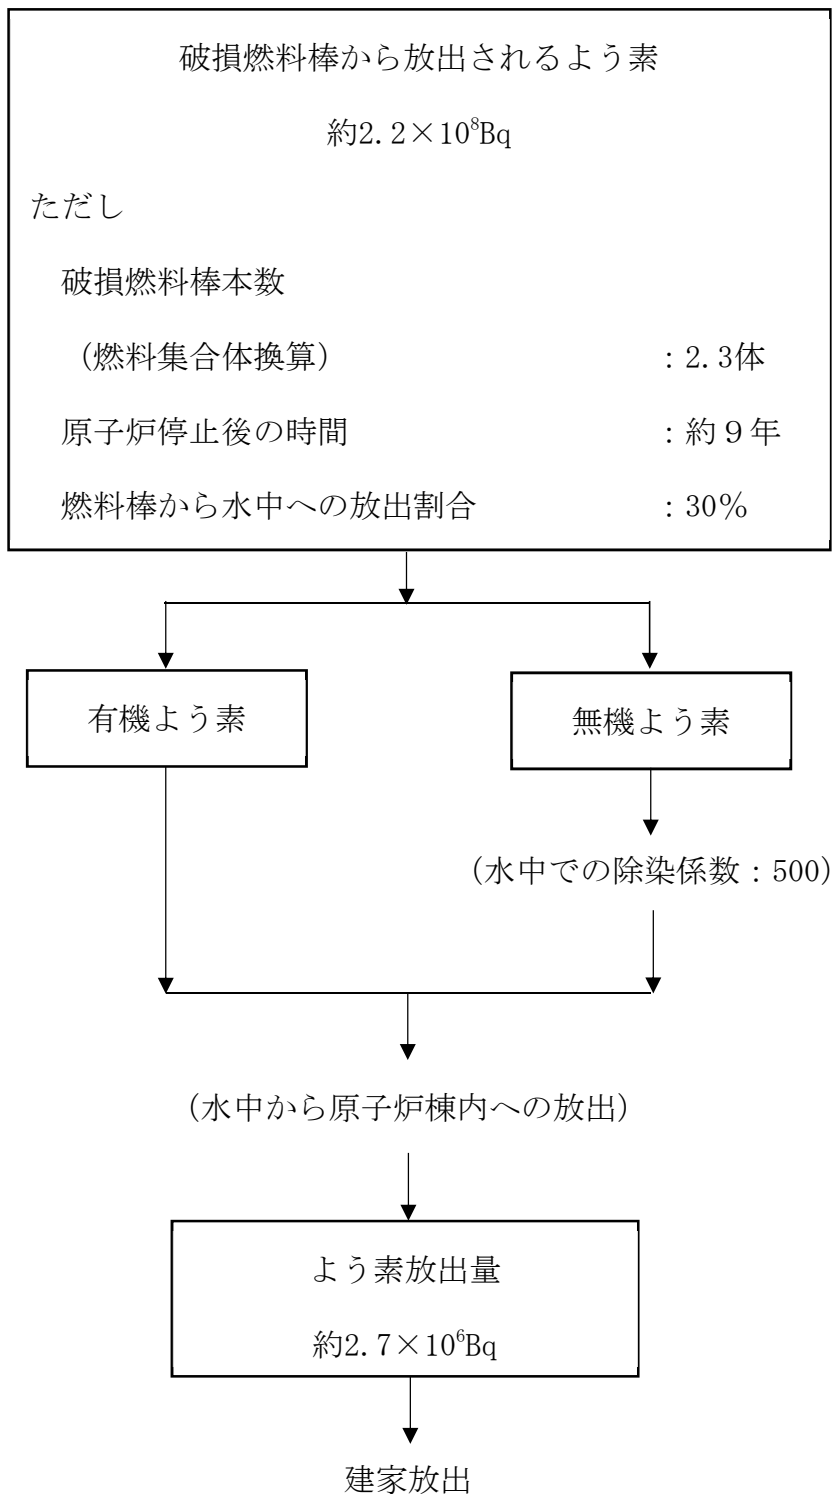 破損燃料棒から放出されるよう素
約2.2×10⁸Bq
ただし
破損燃料棒本数
（燃料集合体換算）　：2.3体
原子炉停止後の時間　：約９年
燃料棒から水中への放出割合　：30％
有機よう素
無機よう素
（水中での除染係数：500）
（水中から原子炉棟内への放出）
よう素放出量
約2.7×10⁶Bq
建家放出